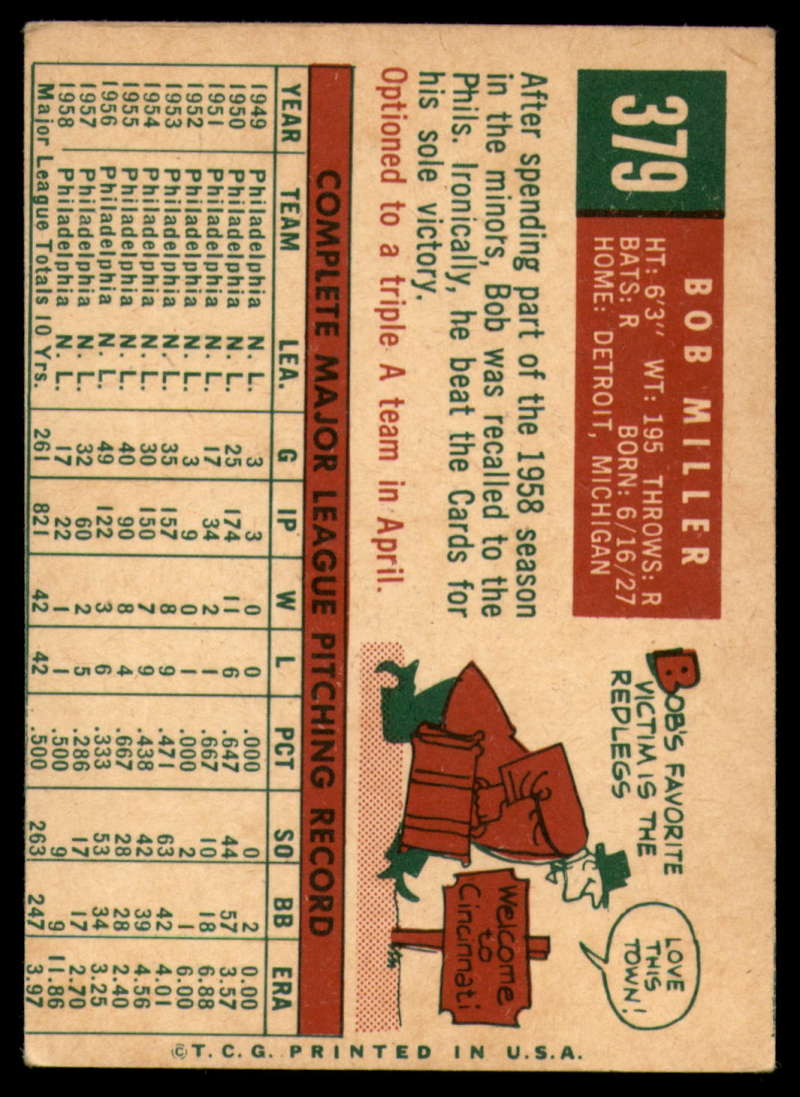 379
BOB MILLER
HT: 6'3" WT: 195 THROWS: R
BATS: R BORN: 6/16/27
HOME: DETROIT, MICHIGAN
After spending part of the 1958 season
in the minors, Bob was recalled to the
Phils. Ironically, he beat the Cards for
his sole victory.
Optioned to a triple A team in April.
BOB'S FAVORITE
VICTIM IS THE
REDLEGS
LOVE
THIS
TOWN!
Welcome
to
Cincinnati
COMPLETE MAJOR LEAGUE PITCHING RECORD
YEAR TEAM LEA. G IP W L PCT SO BB ERA
1949 Philadelphia N. L. 3 3 0 0 .000 0 2 0.00
1950 Philadelphia N. L. 25 174 11 6 .647 44 57 3.57
1951 Philadelphia N. L. 17 34 2 1 .667 10 18 6.88
1952 Philadelphia N. L. 3 9 0 1 .000 2 1 6.00
1953 Philadelphia N. L. 35 157 8 9 .471 63 42 4.01
1954 Philadelphia N. L. 30 150 7 9 .438 42 39 4.56
1955 Philadelphia N. L. 40 90 8 4 .667 28 28 2.40
1956 Philadelphia N. L. 49 122 3 6 .333 53 34 3.25
1957 Philadelphia N. L. 32 60 2 5 .286 17 17 2.70
1958 Philadelphia N. L. 17 22 1 1 .500 9 9 11.86
Major League Totals 10 Yrs. 261 821 42 42 .500 263 247 3.97
©T.C.G. PRINTED IN U.S.A.